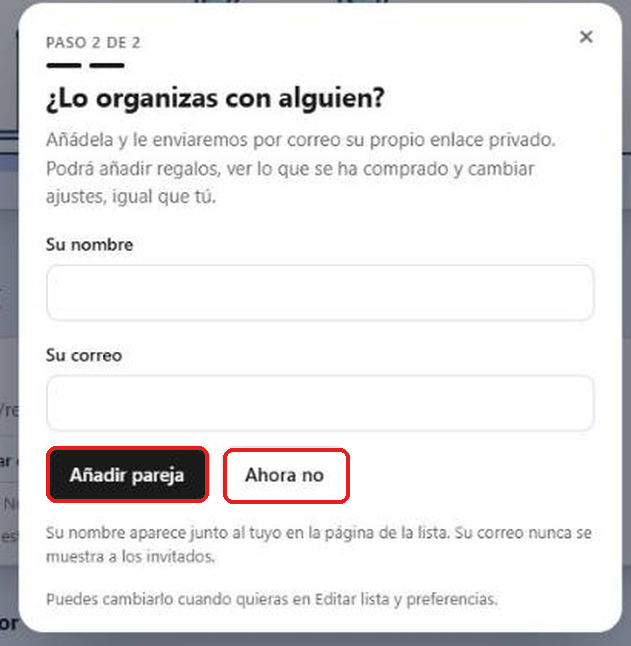 PASO 2 DE 2
¿Lo organizas con alguien?
Añádela y le enviaremos por correo su propio enlace privado.
Podrá añadir regalos, ver lo que se ha comprado y cambiar
ajustes, igual que tú.
Su nombre
Su correo
Añadir pareja
Ahora no
Su nombre aparece junto al tuyo en la página de la lista. Su correo nunca se
muestra a los invitados.
Puedes cambiarlo cuando quieras en Editar lista y preferencias.